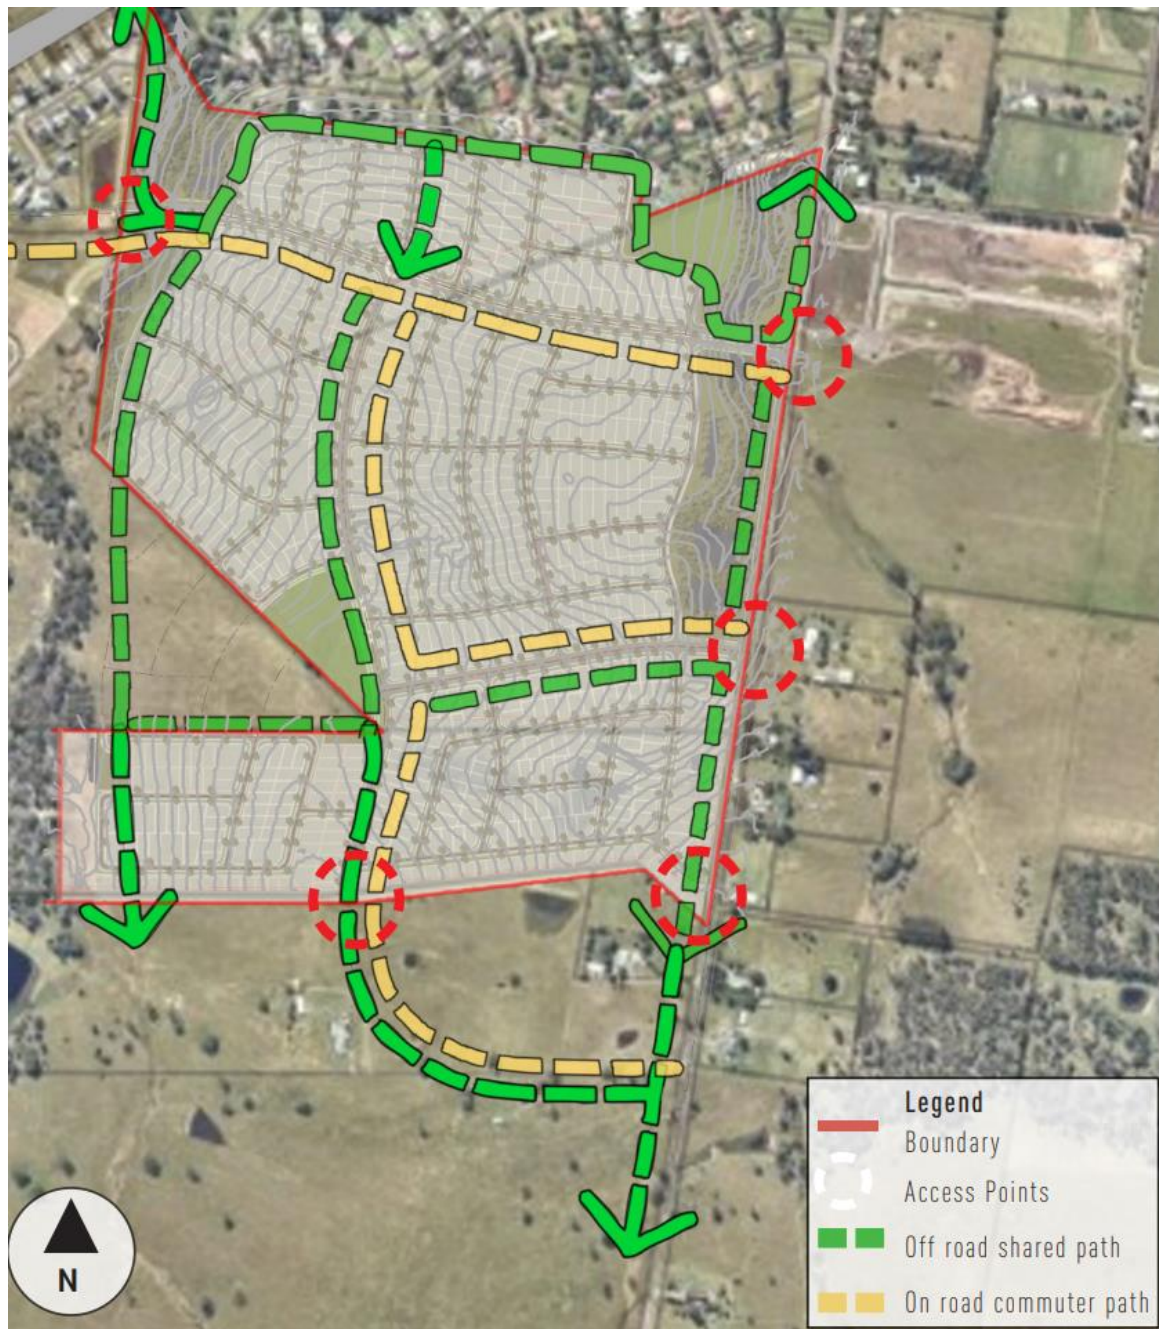 Legend
Boundary
Access Points
Off road shared path
On road commuter path
N